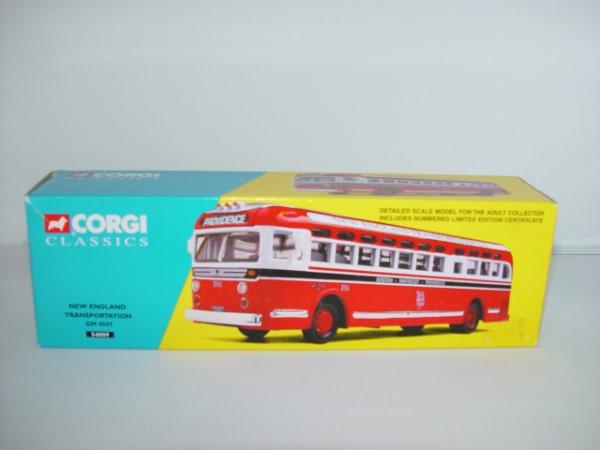 CORGI
CLASSICS
NEW ENGLAND
TRANSPORTATION
GM 4507
54009
DETAILED SCALE MODEL FOR THE ADULT COLLECTOR
INCLUDES NUMBERED LIMITED EDITION CERTIFICATE
PROVIDENCE